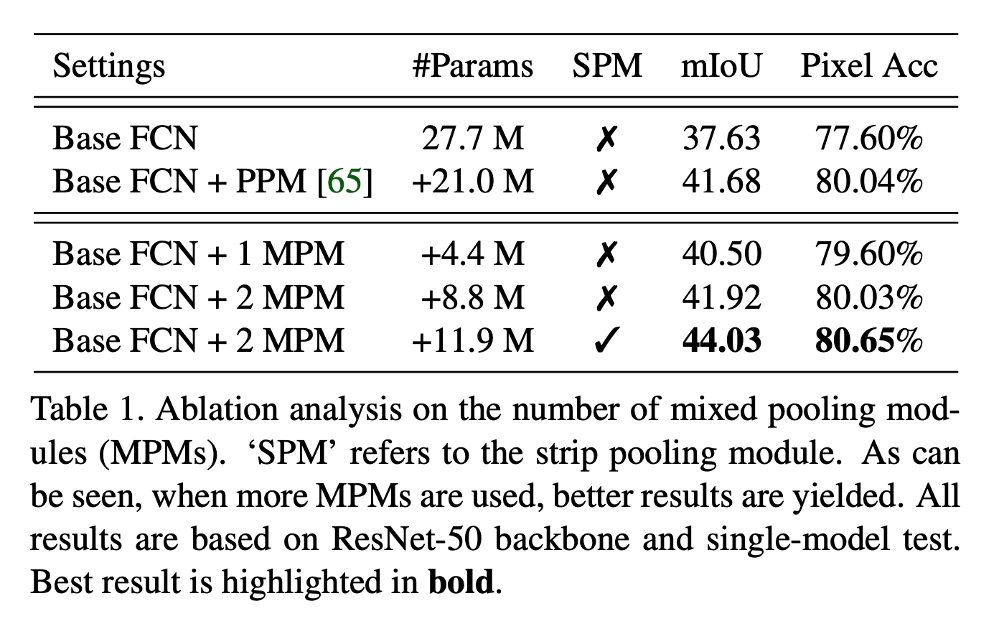 Settings #Params SPM mIoU Pixel Acc
Base FCN 27.7 M ✗ 37.63 77.60%
Base FCN + PPM [65] +21.0 M ✗ 41.68 80.04%
Base FCN + 1 MPM +4.4 M ✗ 40.50 79.60%
Base FCN + 2 MPM +8.8 M ✗ 41.92 80.03%
Base FCN + 2 MPM +11.9 M ✓ 44.03 80.65%
Table 1. Ablation analysis on the number of mixed pooling mod-
ules (MPMs). ‘SPM’ refers to the strip pooling module. As can
be seen, when more MPMs are used, better results are yielded. All
results are based on ResNet-50 backbone and single-model test.
Best result is highlighted in bold.